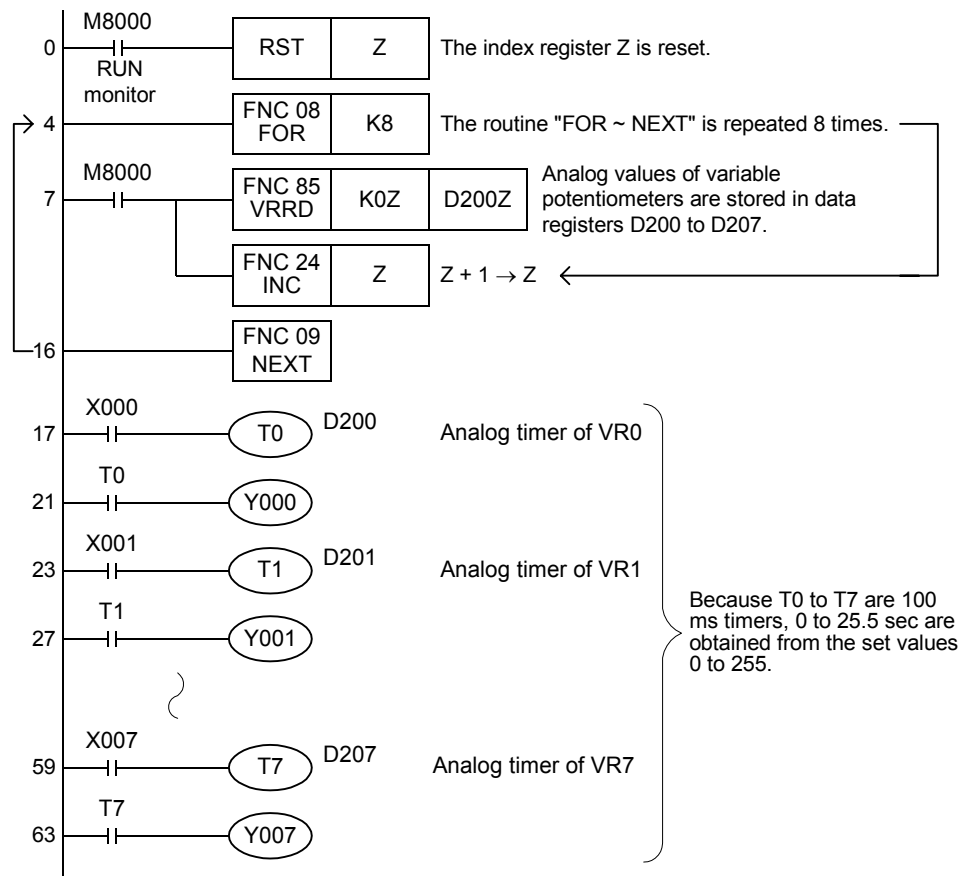 M8000
0
RST
Z
The index register Z is reset.
RUN
monitor
4
FNC 08
FOR
K8
The routine "FOR ~ NEXT" is repeated 8 times.
M8000
7
FNC 85
VRRD
K0Z
D200Z
Analog values of variable
potentiometers are stored in data
registers D200 to D207.
FNC 24
INC
Z
Z + 1 → Z
16
FNC 09
NEXT
X000
17
T0
D200
Analog timer of VR0
T0
21
Y000
X001
23
T1
D201
Analog timer of VR1
T1
27
Y001
Because T0 to T7 are 100
ms timers, 0 to 25.5 sec are
obtained from the set values
0 to 255.
X007
59
T7
D207
Analog timer of VR7
T7
63
Y007